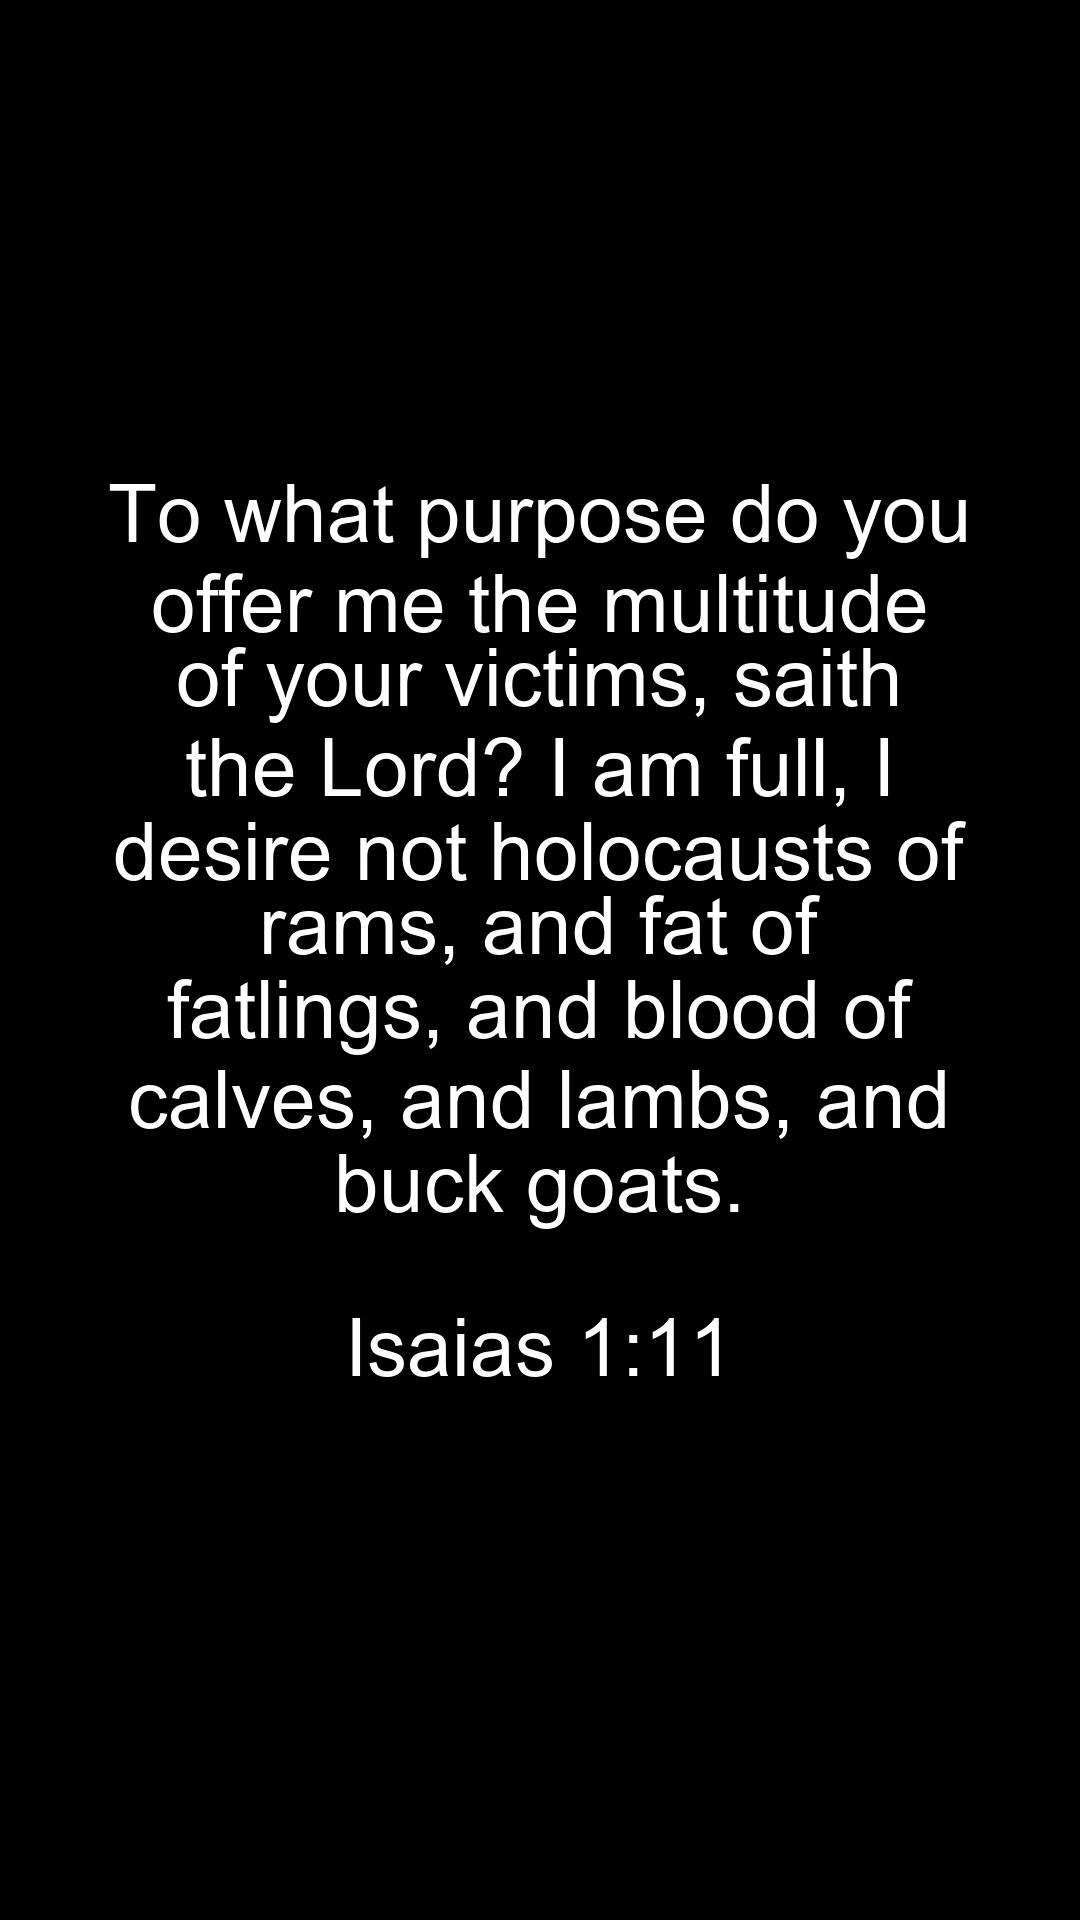 To what purpose do you
offer me the multitude
of your victims, saith
the Lord? I am full, I
desire not holocausts of
rams, and fat of
fatlings, and blood of
calves, and lambs, and
buck goats.
Isaias 1:11